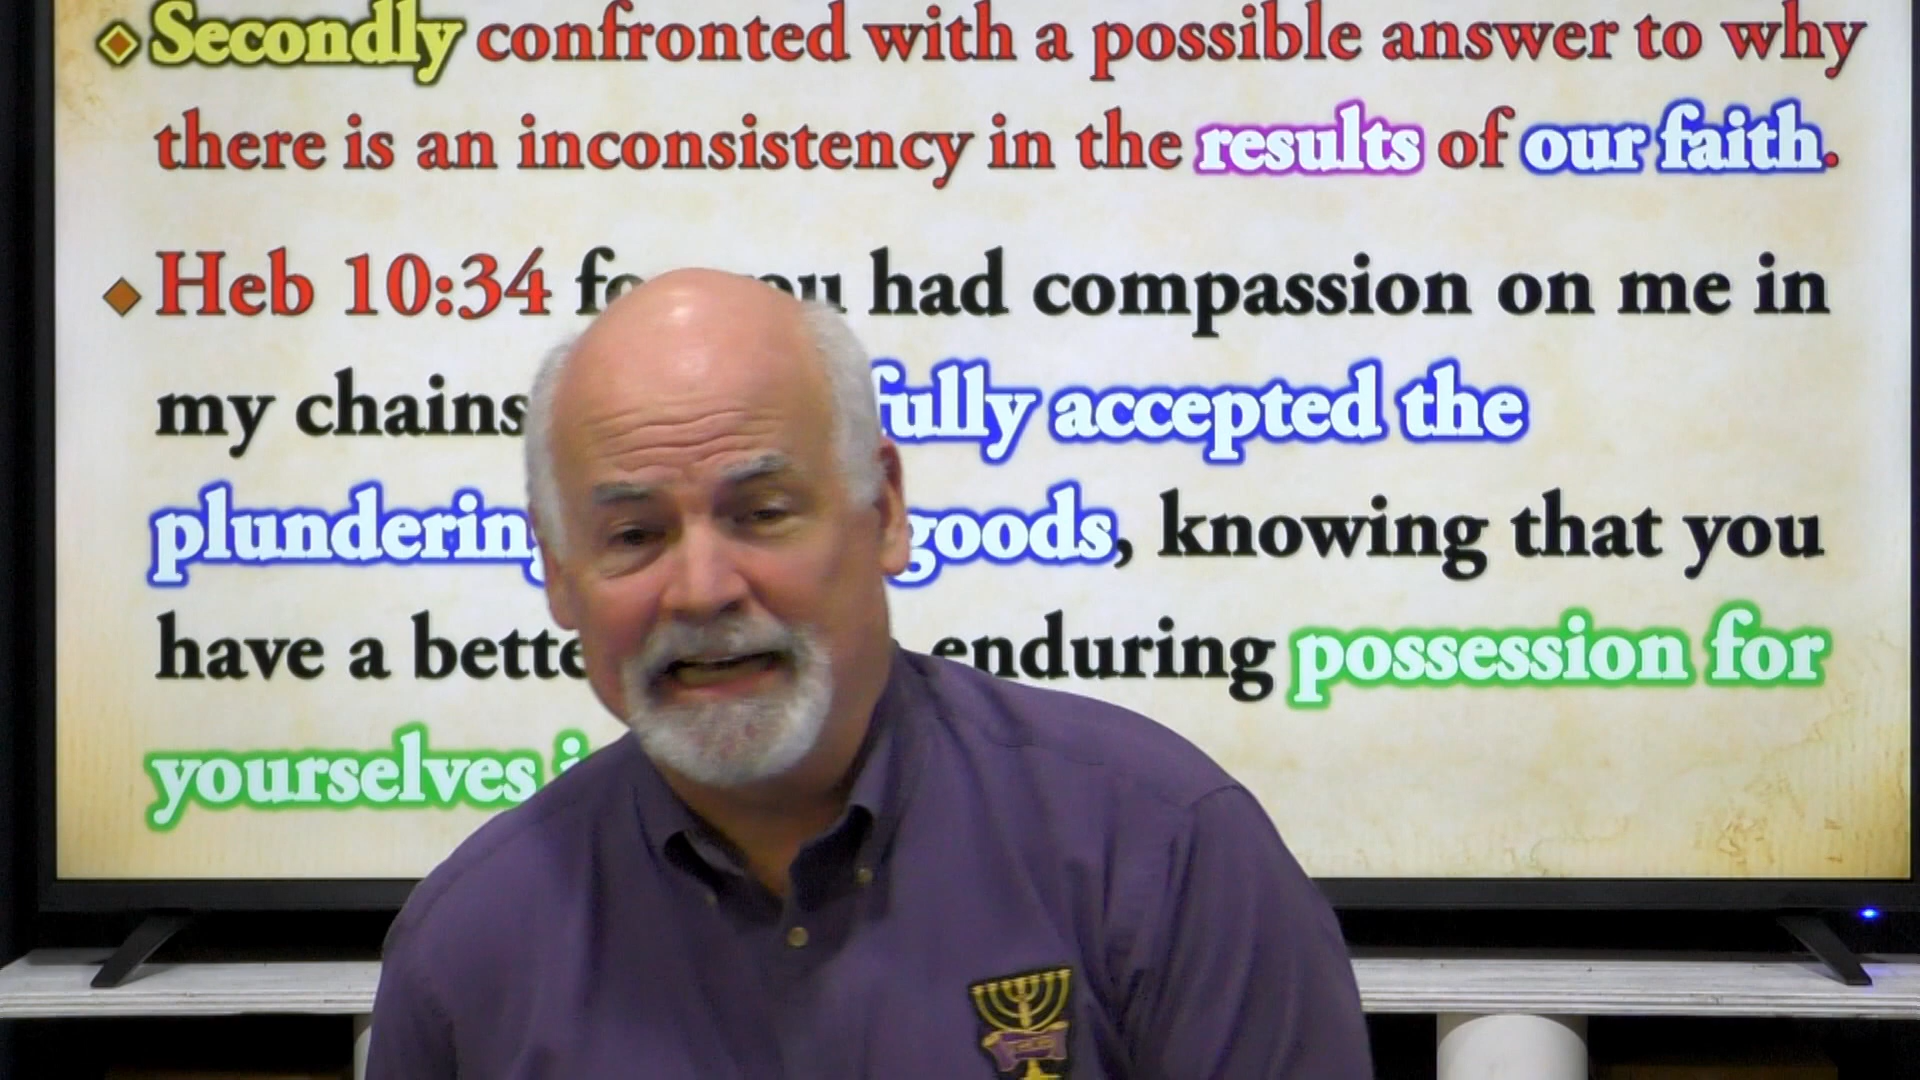 Secondly confronted with a possible answer to why
there is an inconsistency in the results of our faith.
Heb 10:34 had compassion on me in
my chains accepted the
goods, knowing that you
have a enduring possession for
yourselves